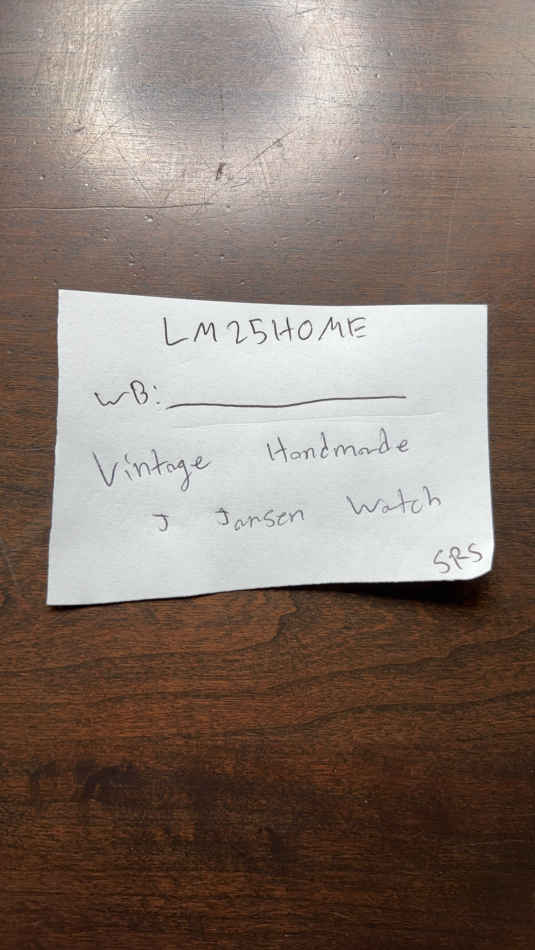 LM25HOME
WB:
Vintage Handmade
J Jansen Watch
SRS